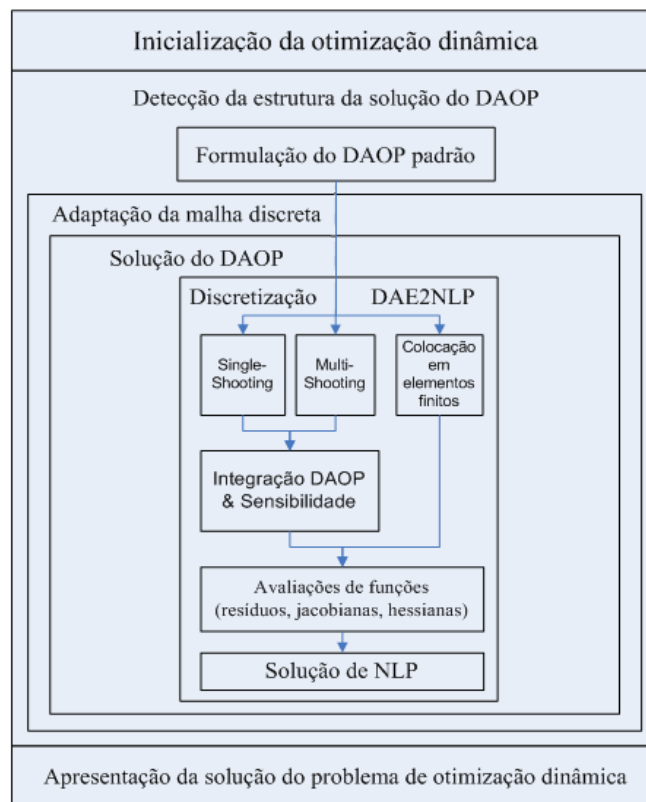 Inicialização da otimização dinâmica
Detecção da estrutura da solução do DAOP
Formulação do DAOP padrão
Adaptação da malha discreta
Solução do DAOP
Discretização DAE2NLP
Single-
Shooting
Multi-
Shooting
Colocação
em
elementos
finitos
Integração DAOP
& Sensibilidade
Avaliações de funções
(resíduos, jacobianas, hessianas)
Solução de NLP
Apresentação da solução do problema de otimização dinâmica